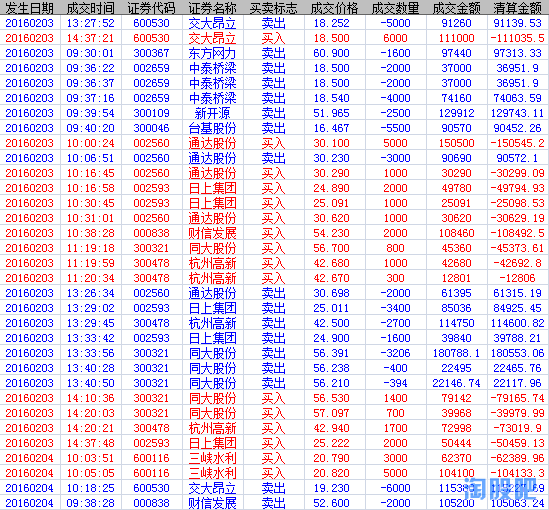 发生日期 成交时间 证券代码 证券名称 买卖标志 成交价格 成交数量 成交金额 清算金额
20160203 13:27:52 600530 交大昂立 卖出 18.252 -5000 91260 91139.53
20160203 14:37:21 600530 交大昂立 买入 18.500 6000 111000 -111035.5
20160203 09:30:01 300367 东方网力 卖出 60.900 -1600 97440 97313.33
20160203 09:36:22 002659 中泰桥梁 卖出 18.500 -2000 37000 36951.9
20160203 09:36:37 002659 中泰桥梁 卖出 18.500 -2000 37000 36951.9
20160203 09:37:16 002659 中泰桥梁 卖出 18.540 -4000 74160 74063.59
20160203 09:39:54 300109 新开源 卖出 51.965 -2500 129912 129743.11
20160203 09:40:20 300046 台基股份 卖出 16.467 -5500 90570 90452.26
20160203 10:00:24 002560 通达股份 买入 30.100 5000 150500 -150545.2
20160203 10:06:51 002560 通达股份 卖出 30.230 -3000 90690 90572.1
20160203 10:16:45 002560 通达股份 买入 30.290 1000 30290 -30299.09
20160203 10:16:58 002593 日上集团 买入 24.890 2000 49780 -49794.93
20160203 10:30:45 002593 日上集团 买入 25.091 1000 25091 -25098.53
20160203 10:31:01 002560 通达股份 买入 30.620 1000 30620 -30629.19
20160203 10:38:28 000838 财信发展 买入 54.230 2000 108460 -108492.5
20160203 11:19:18 300321 同大股份 买入 56.700 800 45360 -45373.61
20160203 11:19:59 300478 杭州高新 买入 42.680 1000 42680 -42692.8
20160203 11:20:34 300478 杭州高新 买入 42.670 300 12801 -12806
20160203 13:26:34 002560 通达股份 卖出 30.698 -2000 61395 61315.19
20160203 13:29:02 002593 日上集团 卖出 25.011 -3400 85036 84925.45
20160203 13:29:45 300478 杭州高新 卖出 42.500 -2700 114750 114600.82
20160203 13:33:42 002593 日上集团 卖出 24.900 -1600 39840 39788.21
20160203 13:33:56 300321 同大股份 卖出 56.391 -3206 180788.1 180553.06
20160203 13:40:28 300321 同大股份 卖出 56.238 -400 22495 22465.76
20160203 13:40:50 300321 同大股份 卖出 56.210 -394 22146.74 22117.96
20160203 14:10:36 300321 同大股份 买入 56.530 1400 79142 -79165.74
20160203 14:20:03 300321 同大股份 买入 57.097 700 39968 -39979.99
20160203 14:20:21 300478 杭州高新 买入 42.940 1700 72998 -73019.9
20160203 14:37:48 002593 日上集团 买入 25.222 2000 50444 -50459.13
20160204 10:03:51 600116 三峡水利 买入 20.790 3000 62370 -62389.96
20160204 10:05:05 600116 三峡水利 买入 20.820 5000 104100 -104133.3
20160204 10:18:25 600530 交大昂立 卖出 19.230 -6000 115380
20160204 09:38:28 000838 财信发展 卖出 52.600 -2000 105200 105063.24
淘股吧